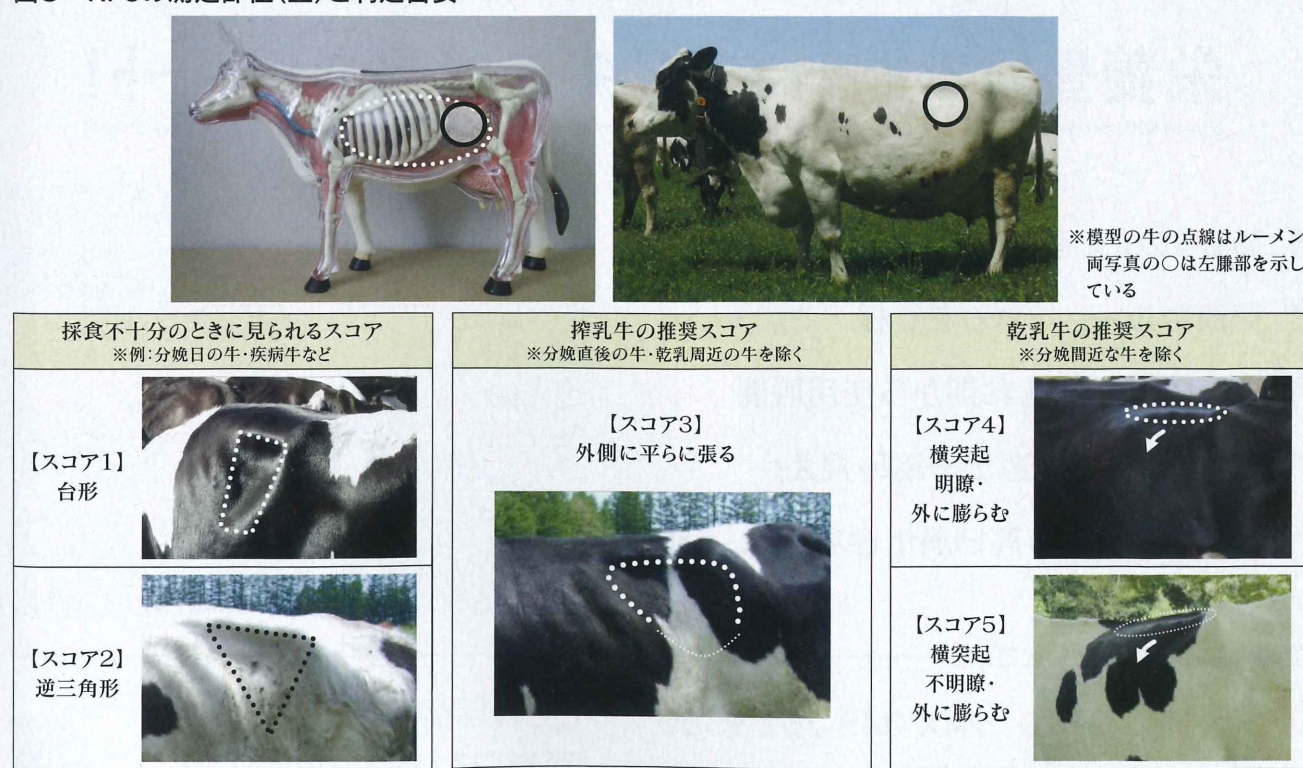 ※模型の牛の点線はルーメン
両写真の○は左膁部を示し
ている
採食不十分のときに見られるスコア
※例:分娩日の牛・疾病牛など
【スコア1】
台形
【スコア2】
逆三角形
搾乳牛の推奨スコア
※分娩直後の牛・乾乳周辺の牛を除く
【スコア3】
外側に平らに張る
乾乳牛の推奨スコア
※分娩間近な牛を除く
【スコア4】
横突起
明瞭・
外に膨らむ
【スコア5】
横突起
不明瞭・
外に膨らむ